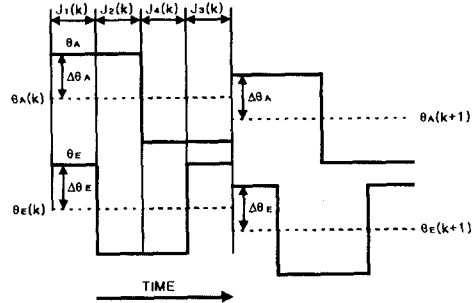 J₁(k) J₂(k) J₄(k) J₃(k)
θA
ΔθA
θA(k)
ΔθA
θA(k+1)
θE
ΔθE
θE(k)
ΔθE
θE(k+1)
TIME